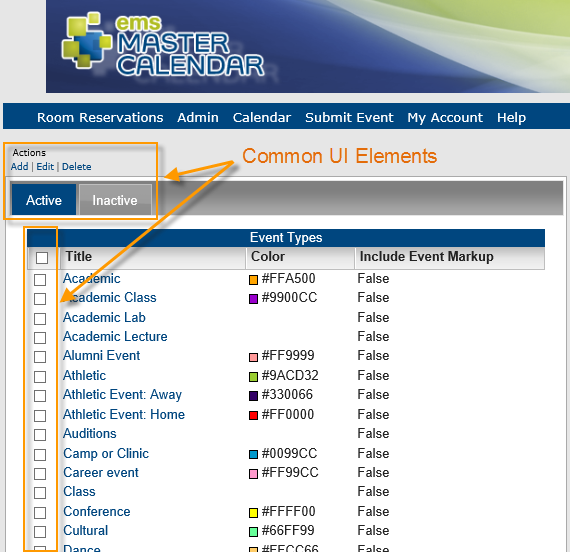 ems
MASTER
CALENDAR
Room Reservations Admin Calendar Submit Event My Account Help
Common UI Elements
Actions
Add | Edit | Delete
Active Inactive
Event Types
Title Color Include Event Markup
Academic #FFA500 False
Academic Class #9900CC False
Academic Lab False
Academic Lecture False
Alumni Event #FF9999 False
Athletic #9ACD32 False
Athletic Event: Away #330066 False
Athletic Event: Home #FF0000 False
Auditions False
Camp or Clinic #0099CC False
Career event #FF99CC False
Class False
Conference #FFFF00 False
Cultural #66FF99 False
Dance #FFCC66 False